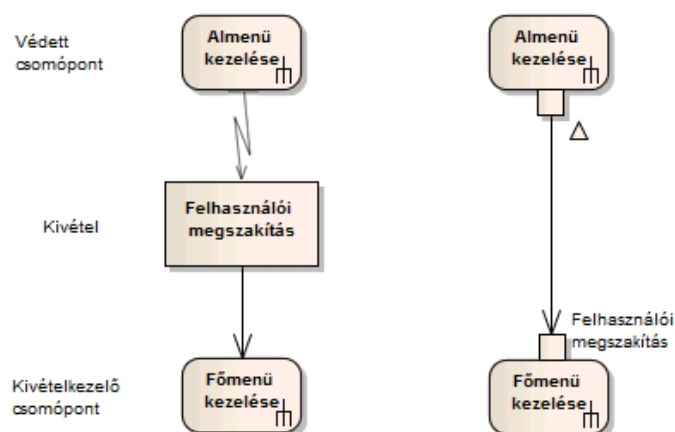 Védett
csomópont
Almenü
kezelése
Almenü
kezelése
Kivétel
Felhasználói
megszakítás
Felhasználói
megszakítás
Kivételkezelő
csomópont
Főmenü
kezelése
Főmenü
kezelése